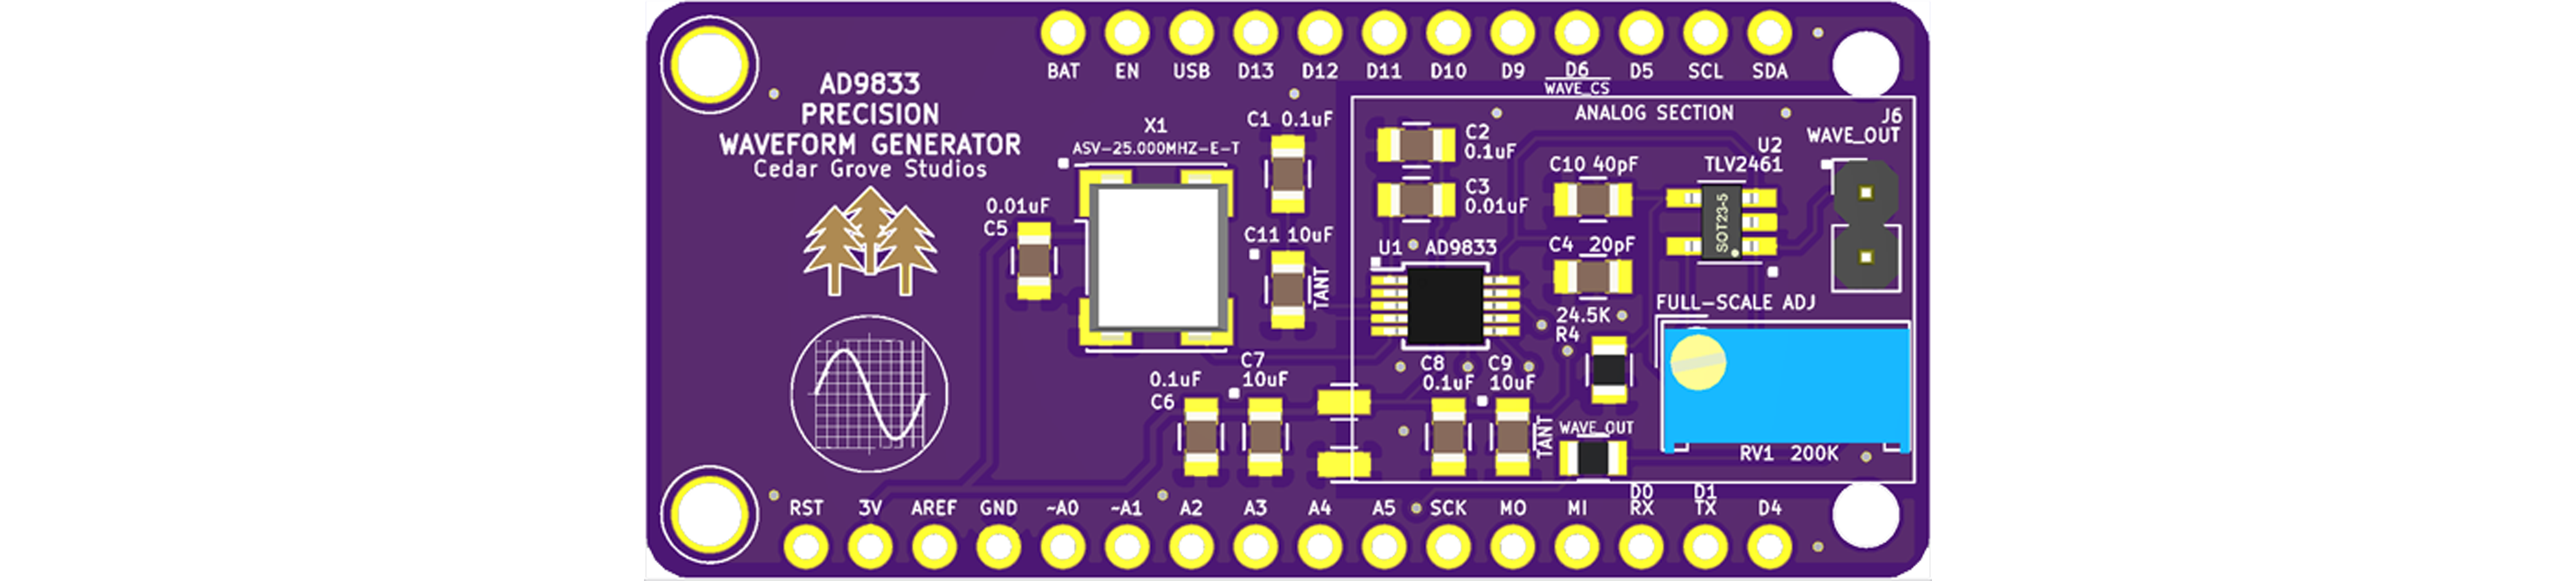 BAT EN USB D13 D12 D11 D10 D9 D6 D5 SCL SDA
WAVE_CS
AD9833
PRECISION
WAVEFORM GENERATOR
Cedar Grove Studios
X1
ASV-25.000MHZ-E-T
C1 0.1uF
0.01uF
C5
C11 10uF
TANT
0.1uF
C6
C7
10uF
ANALOG SECTION
C2
0.1uF
C3
0.01uF
U1 AD9833
C10 40pF
C4 20pF
U2
TLV2461
SOT23-5
J6
WAVE_OUT
FULL-SCALE ADJ
24.5K
R4
C8
0.1uF
C9
10uF
TANT
WAVE_OUT
RV1 200K
D0 D1
RST 3V AREF GND ~A0 ~A1 A2 A3 A4 A5 SCK MO MI RX TX D4